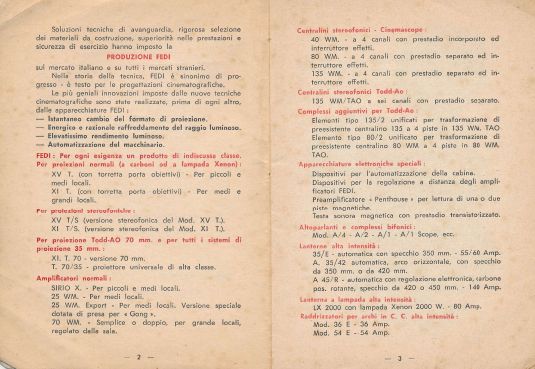 Soluzioni tecniche di avanguardia, rigorosa selezione
dei materiali da costruzione, superiorità nelle prestazioni e
sicurezza di esercizio hanno imposto la
PRODUZIONE FEDI
sul mercato italiano e su tutti i mercati stranieri.
Nella storia della tecnica, FEDI è sinonimo di pro-
gresso - è testo per le progettazioni cinematografiche.
Le più geniali innovazioni imposte dalle nuove tecniche
cinematografiche sono state realizzate, prima di ogni altro,
dalle apparecchiature FEDI :
— Istantaneo cambio del formato di proiezione.
— Energico e razionale reffreddamento del raggio luminoso.
— Elevatissimo rendimento luminoso.
— Automatizzazione del macchinario.
FEDI : Per ogni esigenza un prodotto di indiscussa classe.
Per proiezioni normali (a carboni od a lampada Xenon) :
XV T. (con torretta porta obiettivi) - Per piccoli e
medi locali.
XI T. (con torretta porta obiettivi) - Per medi e
grandi locali.
Per proiezioni stereofoniche :
XV T/S (versione stereofonica del Mod. XV T.)
XI T/S. (versione stereofonica del Mod. XI T.)
Per proiezione Todd-AO 70 mm. e per tutti i sistemi di
proiezione 35 mm. :
XI. T. 70 - versione 70 mm.
T. 70/35 - proiettore universale di alta classe.
Amplificatori normali :
SIRIO X. - Per piccoli e medi locali.
25 WM. - Per medi locali.
25 WM. Export - Per medi locali. Versione speciale
dotata di presa per « Gong ».
70 WM. - Semplice o doppio, per grande locali,
regolato dalla sala.
— 2 —
Centralini stereofonici - Cinemascope :
40 WM. - a 4 canali con prestadio incorporato ed
interruttore effetti.
80 WM. - a 4 canali con prestadio separato ed in-
terruttore effetti.
135 WM. - a 4 canali con prestadio separato ed in-
terruttore effetti.
Centralini stereofonici Todd-Ao :
135 WM/TAO a sei canali con prestadio separato.
Complessi aggiuntivi per Todd-Ao :
Elementi tipo 135/2 unificati per trasformazione di
preesistente centralino 135 a 4 piste in 135 WM. TAO
Elemento tipo 80/2 unificato per trasformazione di
preesistente centralino 80 WM a 4 piste in 80 WM.
TAO.
Apparecchiature elettroniche speciali :
Dispositivi per l'automatizzazione della cabina.
Dispositivi per la regolazione a distanza degli ampli-
ficatori FEDI.
Preamplificatore « Penthouse » per lettura di una o due
piste magnetiche.
Testa sonora magnetica con prestadio transistorizzato.
Altoparlanti e complessi bifonici :
Mod. A/4 - A/2 - A/1 - A/1 Scope, ecc.
Lanterne alta intensità :
35/E - automatica con specchio 350 mm. - 55/60 Amp.
A. 35/42 automatica, arco orizzontale, con specchio
da 350 mm. o da 420 mm.
A 45/R - automatica con regolazione elettronica, carbone
pos. rotante, specchio da 420 o 450 mm. - 140 Amp.
Lanterna a lampada alta intensità :
LX 2000 con lampada Xenon 2000 W. - 80 Amp.
Raddrizzatori per archi in C. C. alta intensità :
Mod. 36 E - 36 Amp.
Mod. 54 E - 54 Amp.
— 3 —